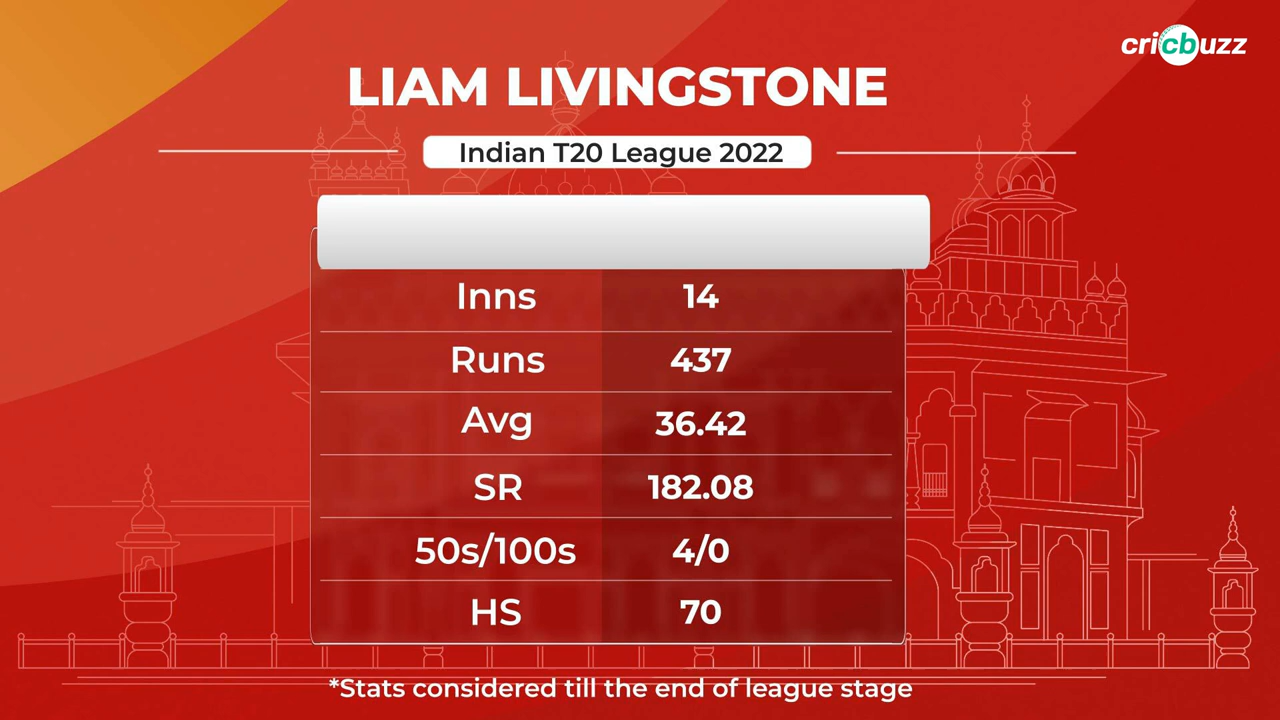 cricbuzz
LIAM LIVINGSTONE
Indian T20 League 2022
Inns 14
Runs 437
Avg 36.42
SR 182.08
50s/100s 4/0
HS 70
*Stats considered till the end of league stage